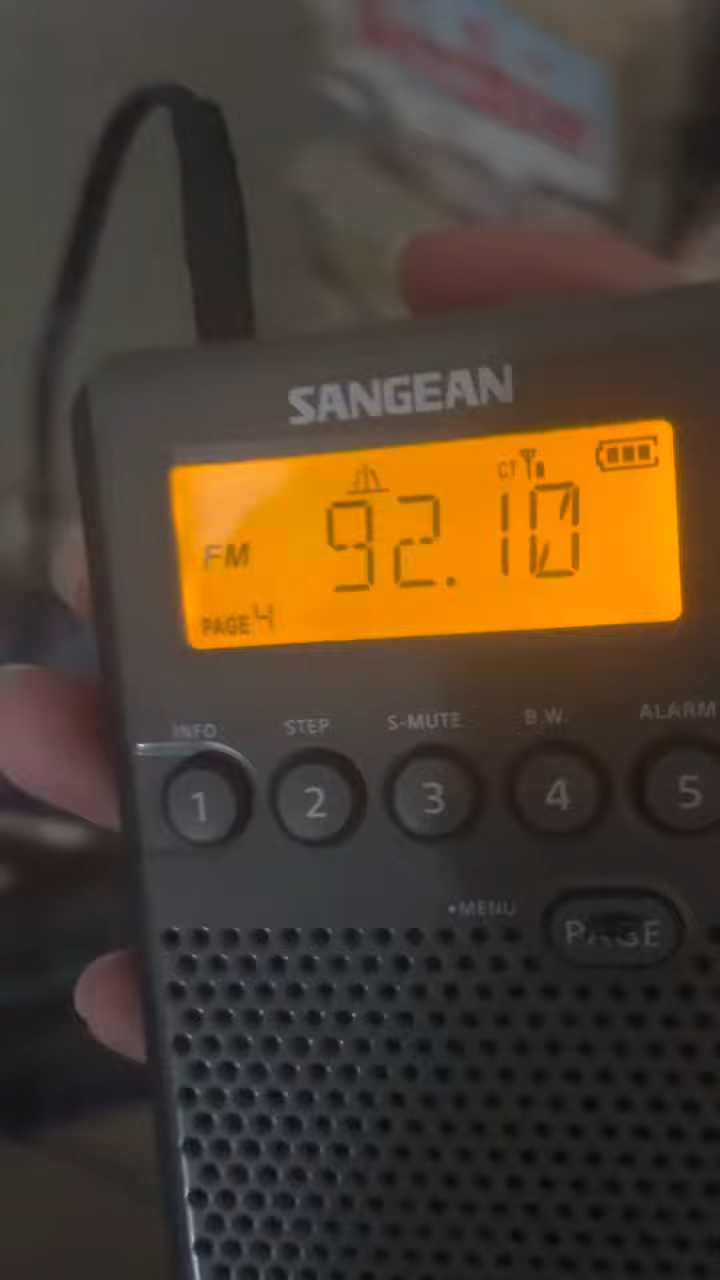 SANGEAN
CT
FM 92.10
PAGE 4
INFO STEP S-MUTE B.W. ALARM
1 2 3 4 5
•MENU PAGE